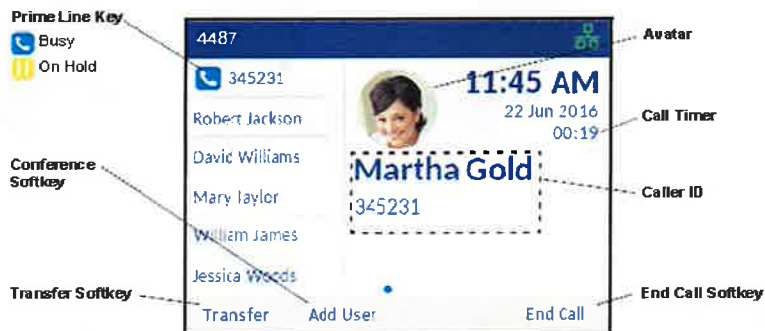 Prime Line Key
Busy
On Hold
Conference
Softkey
Transfer Softkey
4487
345231
Robert Jackson
David Williams
Mary Taylor
William James
Jessica Woods
Transfer
Add User
End Call
11:45 AM
22 Jun 2016
00:19
Martha Gold
345231
Avatar
Call Timer
Caller ID
End Call Softkey